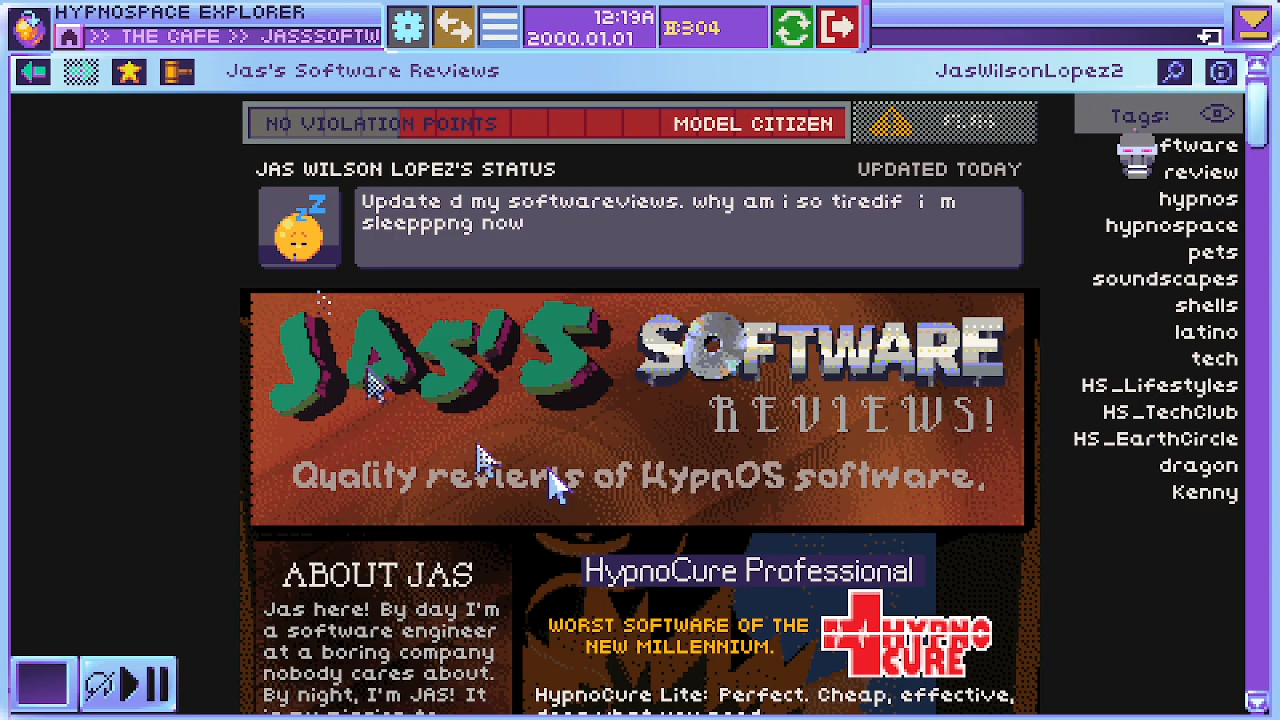 HYPNOSPACE EXPLORER
>> THE CAFE >> JASSSOFTW
12:19A
2000.01.01
304
Jas's Software Reviews
JasWilsonLopez2
NO VIOLATION POINTS
MODEL CITIZEN
Tags:
ftware
review
hypnos
hypnospace
pets
soundscapes
shells
latino
tech
HS_Lifestyles
HS_TechClub
HS_EarthCircle
dragon
Kenny
JAS WILSON LOPEZ'S STATUS
UPDATED TODAY
Update d my softwareviews. why am i so tiredif i m
sleepppng now
JAS'S SOFTWARE
REVIEWS!
Quality reviews of HypnOS software.
ABOUT JAS
Jas here! By day I'm
a software engineer
at a boring company
nobody cares about.
By night, I'm JAS! It
HypnoCure Professional
WORST SOFTWARE OF THE
NEW MILLENNIUM.
HYPNO
CURE
HypnoCure Lite: Perfect. Cheap, effective,